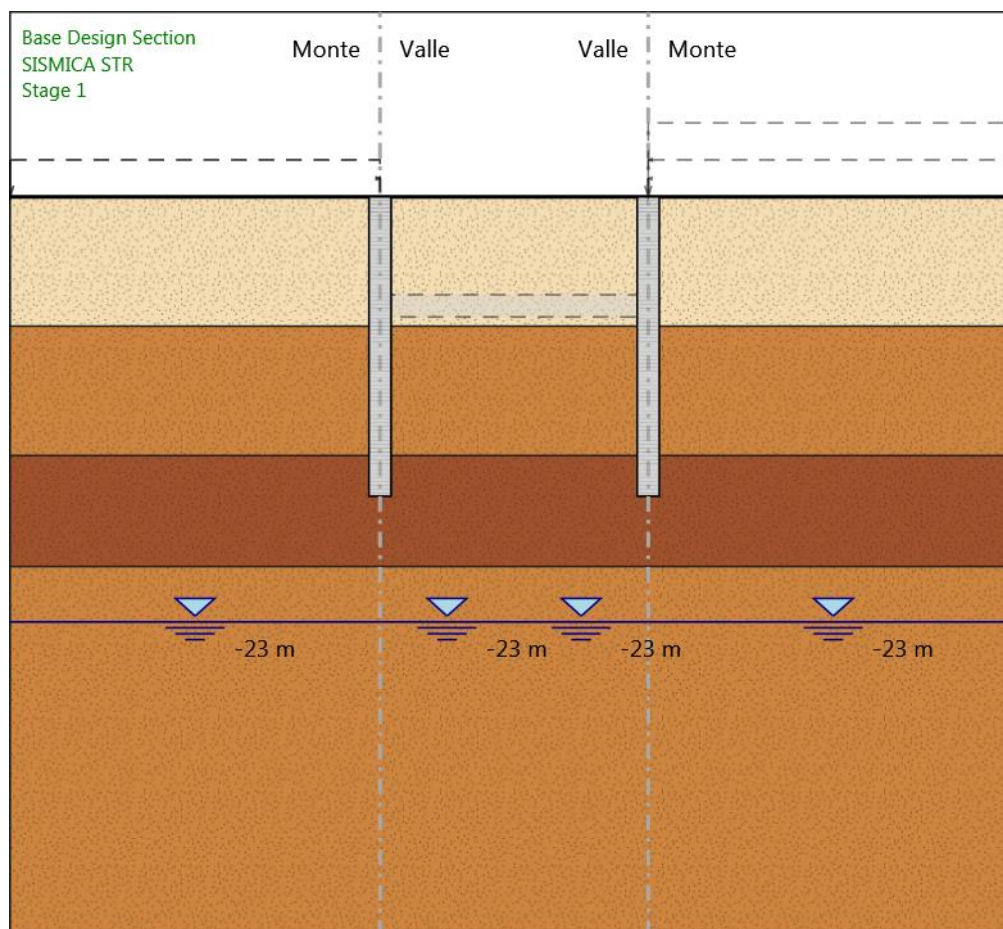 Base Design Section
SISMICA STR
Stage 1
Monte Valle Valle Monte
-23 m -23 m -23 m -23 m